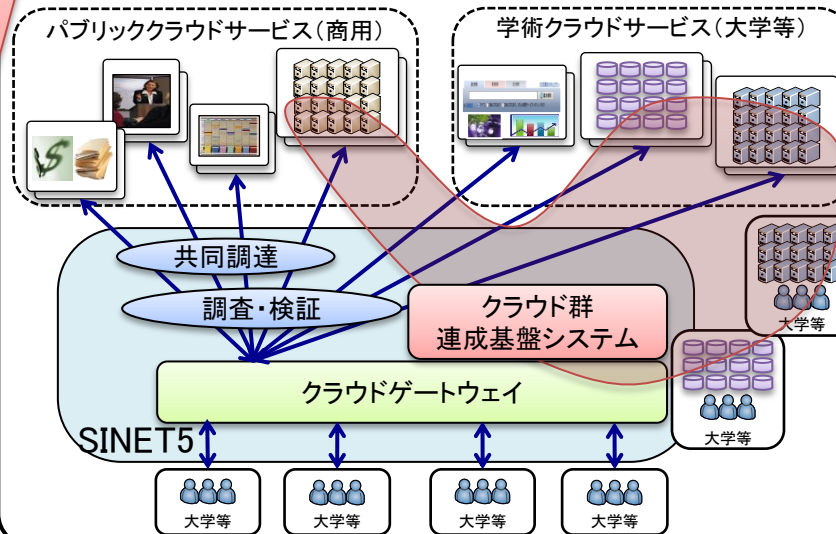 パブリッククラウドサービス(商用)
学術クラウドサービス(大学等)
共同調達
調査・検証
クラウド群
連成基盤システム
大学等
クラウドゲートウェイ
大学等
SINET5
大学等
大学等
大学等
大学等